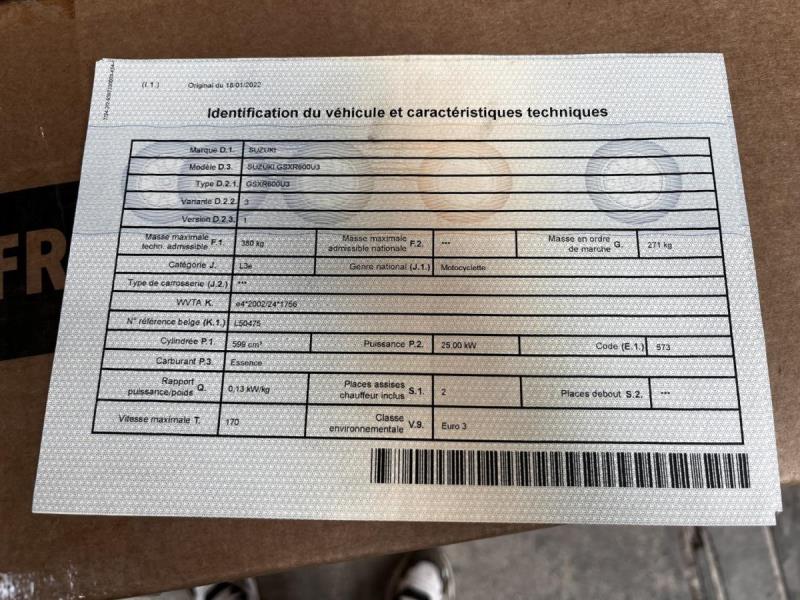 (I.1.) Original du 18/01/2022
Identification du véhicule et caractéristiques techniques
Marque D.1. SUZUKI
Modèle D.3. SUZUKI GSXR600U3
Type D.2.1. GSXR600U3
Variante D.2.2. 3
Version D.2.3. 1
Masse maximale techn. admissible F.1. 380 kg Masse maximale admissible nationale F.2. *** Masse en ordre de marche G. 271 kg
Catégorie J. L3e Genre national (J.1.) Motocyclette
Type de carrosserie (J.2.) ***
WVTA K. e4*2002/24*1756
N° référence belge (K.1.) L50475
Cylindrée P.1. 599 cm³ Puissance P.2. 25.00 kW Code (E.1.) 573
Carburant P.3. Essence
Rapport puissance/poids Q. 0,13 kW/kg Places assises chauffeur inclus S.1. 2 Places debout S.2. ***
Vitesse maximale T. 170 Classe environnementale V.9. Euro 3
FR